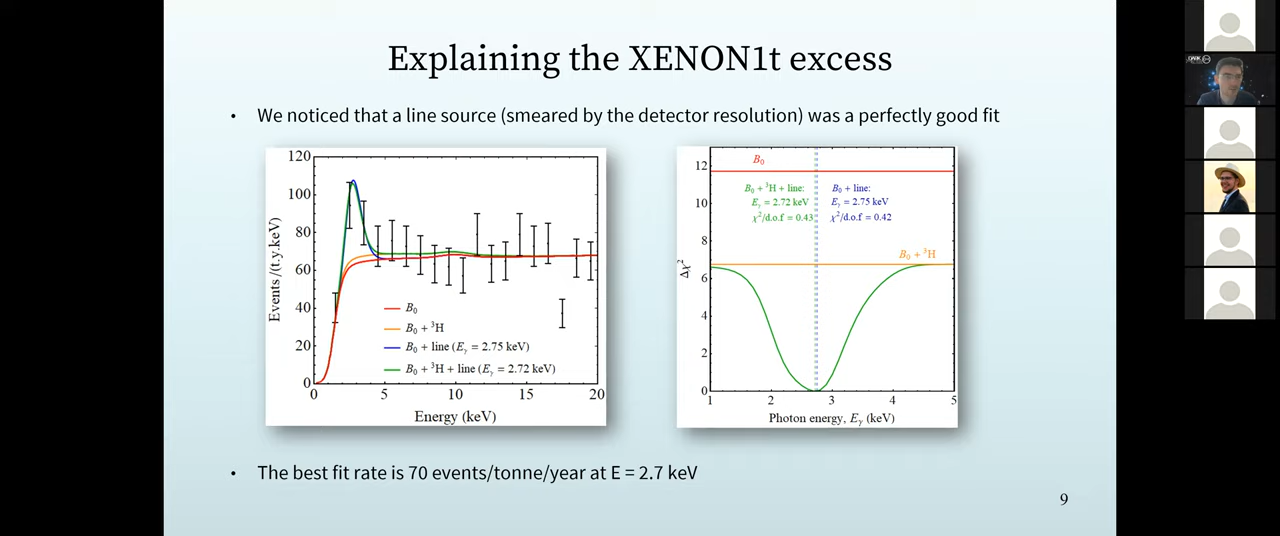 Explaining the XENON1t excess
• We noticed that a line source (smeared by the detector resolution) was a perfectly good fit
120
100
80
60
40
20
0
Events/(t.y.keV)
B₀
B₀ + ³H
B₀ + line (Eγ = 2.75 keV)
B₀ + ³H + line (Eγ = 2.72 keV)
0 5 10 15 20
Energy (keV)
12
10
8
6
4
2
0
Δχ²
B₀
B₀ + ³H + line:
Eγ = 2.72 keV
χ²/d.o.f = 0.43
B₀ + line:
Eγ = 2.75 keV
χ²/d.o.f = 0.42
B₀ + ³H
1 2 3 4 5
Photon energy, Eγ (keV)
• The best fit rate is 70 events/tonne/year at E = 2.7 keV
9